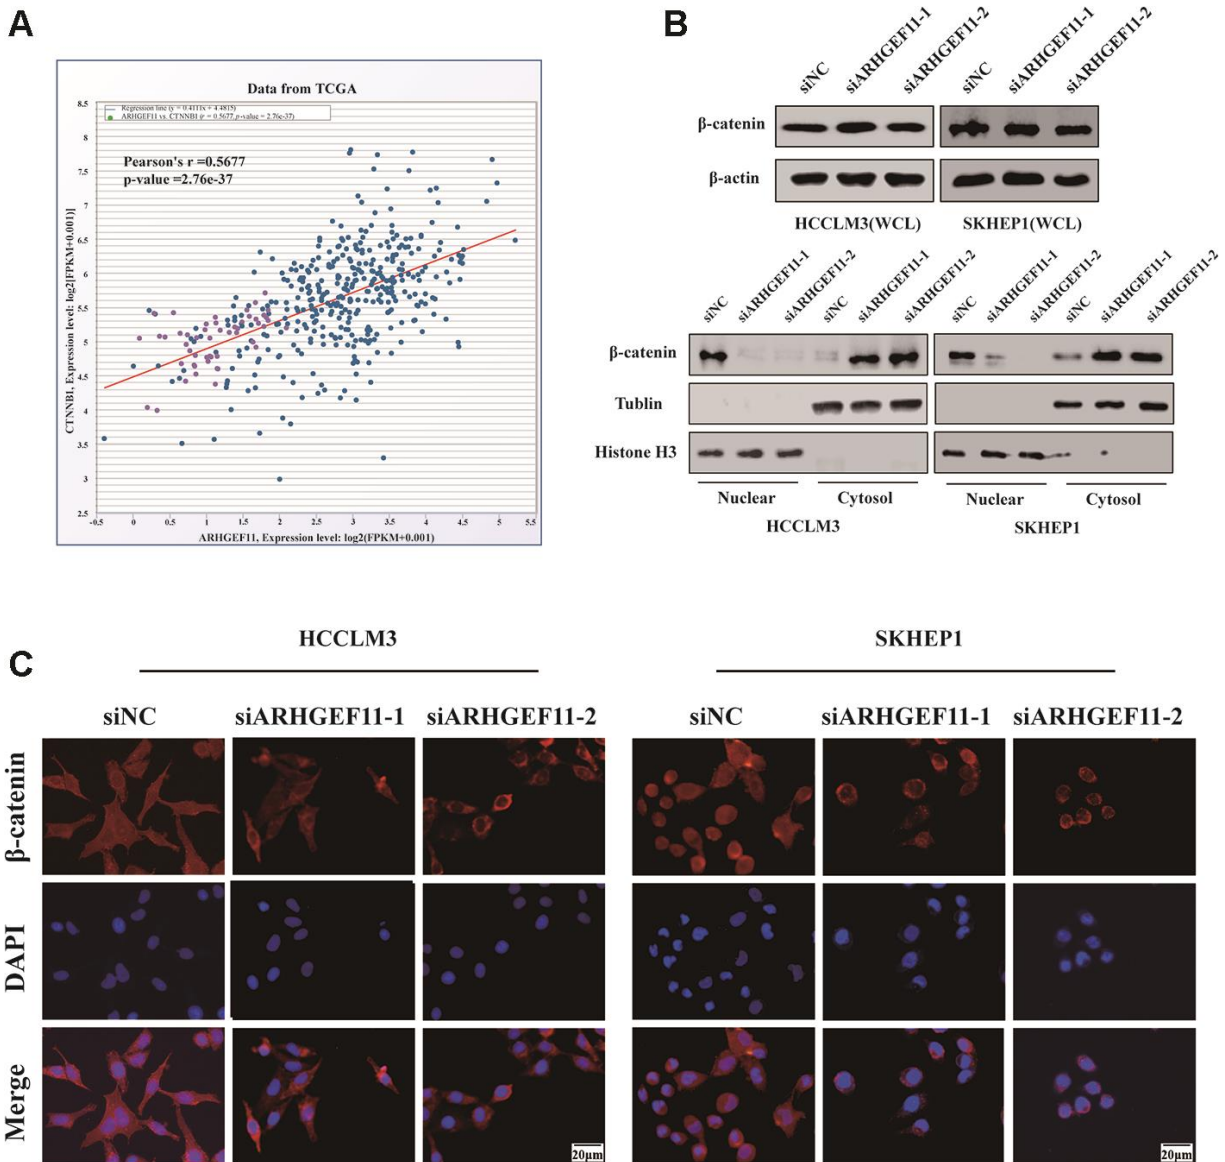 A
Data from TCGA
Regression line (y = 0.4111x + 4.4815)
ARHGEF11 vs. CTNNB1 (r = 0.5677, p-value = 2.76e-37)
Pearson's r =0.5677
p-value =2.76e-37
8.5
8
7.5
7
6.5
6
5.5
5
4.5
4
3.5
3
2.5
CTNNB1, Expression level: log2[FPKM+0.001)]
-0.5 0 0.5 1 1.5 2 2.5 3 3.5 4 4.5 5 5.5
ARHGEF11, Expression level: log2(FPKM+0.001)
B
siNC siARHGEF11-1 siARHGEF11-2 siNC siARHGEF11-1 siARHGEF11-2
β-catenin
β-actin
HCCLM3(WCL) SKHEP1(WCL)
siNC siARHGEF11-1 siARHGEF11-2 siNC siARHGEF11-1 siARHGEF11-2 siNC siARHGEF11-1 siARHGEF11-2 siNC siARHGEF11-1 siARHGEF11-2
β-catenin
Tublin
Histone H3
Nuclear Cytosol Nuclear Cytosol
HCCLM3 SKHEP1
C
HCCLM3 SKHEP1
siNC siARHGEF11-1 siARHGEF11-2 siNC siARHGEF11-1 siARHGEF11-2
β-catenin
DAPI
Merge
20μm 20μm